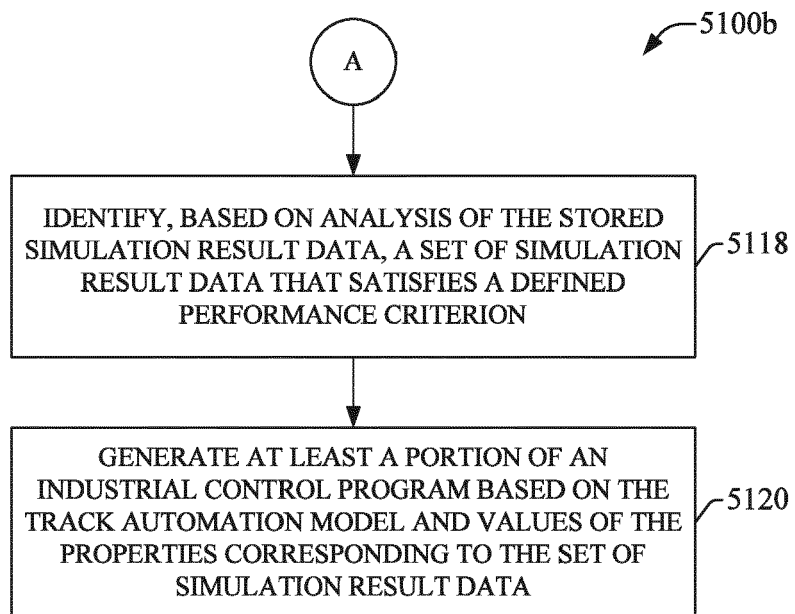 5100b
A
IDENTIFY, BASED ON ANALYSIS OF THE STORED
SIMULATION RESULT DATA, A SET OF SIMULATION
RESULT DATA THAT SATISFIES A DEFINED
PERFORMANCE CRITERION
5118
GENERATE AT LEAST A PORTION OF AN
INDUSTRIAL CONTROL PROGRAM BASED ON THE
TRACK AUTOMATION MODEL AND VALUES OF THE
PROPERTIES CORRESPONDING TO THE SET OF
SIMULATION RESULT DATA
5120